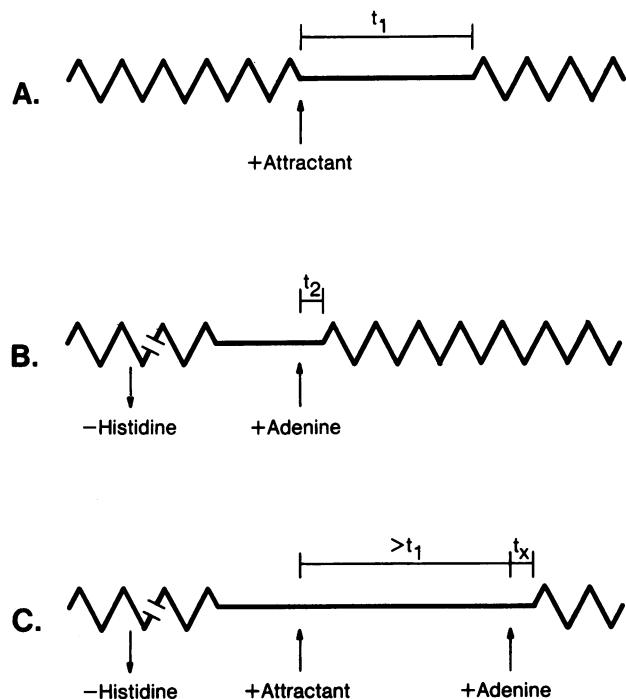 t1
A.
+Attractant
t2
B.
−Histidine
+Adenine
>t1
tx
C.
−Histidine
+Attractant
+Adenine